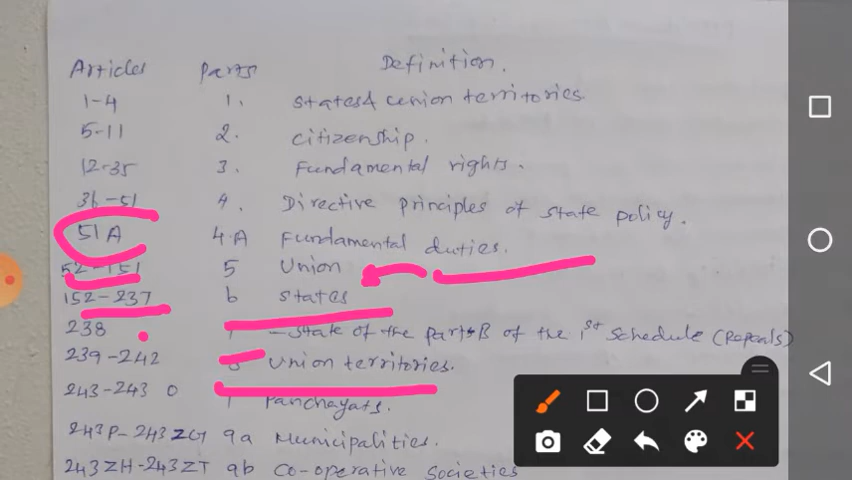 Articles Parts Definition.
1-4 1. States & union territories
5-11 2. citizenship.
12-35 3. Fundamental rights.
36-51 4. Directive principles of state policy.
51A 4.A Fundamental duties.
52-151 5 Union
152-237 6 states
238 - State of the part-B of the 1st Schedule (Repeals)
239-242 Union territories.
243-243 O Panchayats.
243P-243ZG 9a Municipalities.
243ZH-243ZT 9b Co-operative Societies